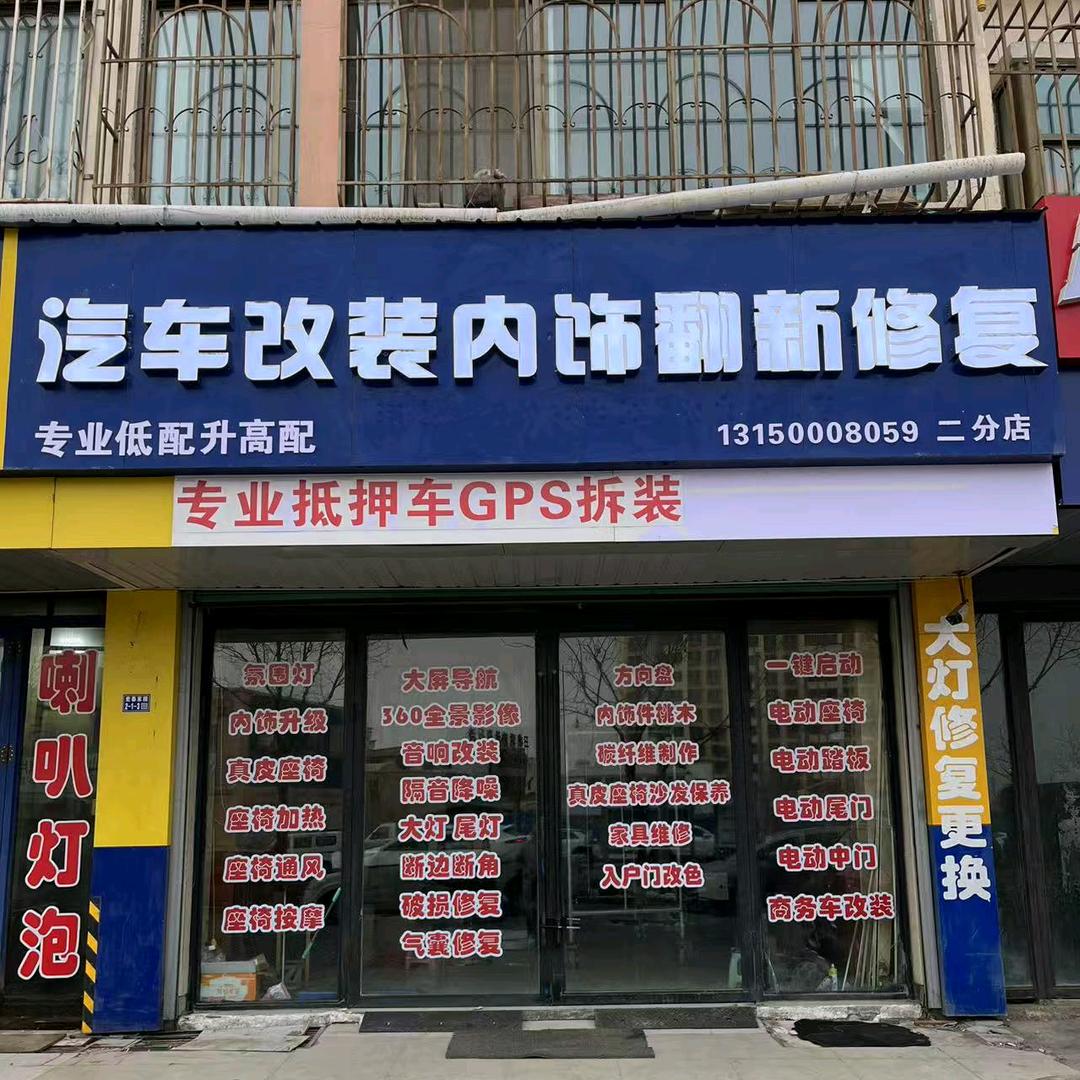 汽车改装内饰翻新修复
专业低配升高配
13150008059 二分店
专业抵押车GPS拆装
喇叭灯泡
2-1-3
氛围灯
内饰升级
真皮座椅
座椅加热
座椅通风
座椅按摩
大屏导航
360全景影像
音响改装
隔音降噪
大灯 尾灯
断边断角
破损修复
气囊修复
方向盘
内饰件桃木
碳纤维制作
真皮座椅沙发保养
家具维修
入户门改色
一键启动
电动座椅
电动踏板
电动尾门
电动中门
商务车改装
大灯修复更换